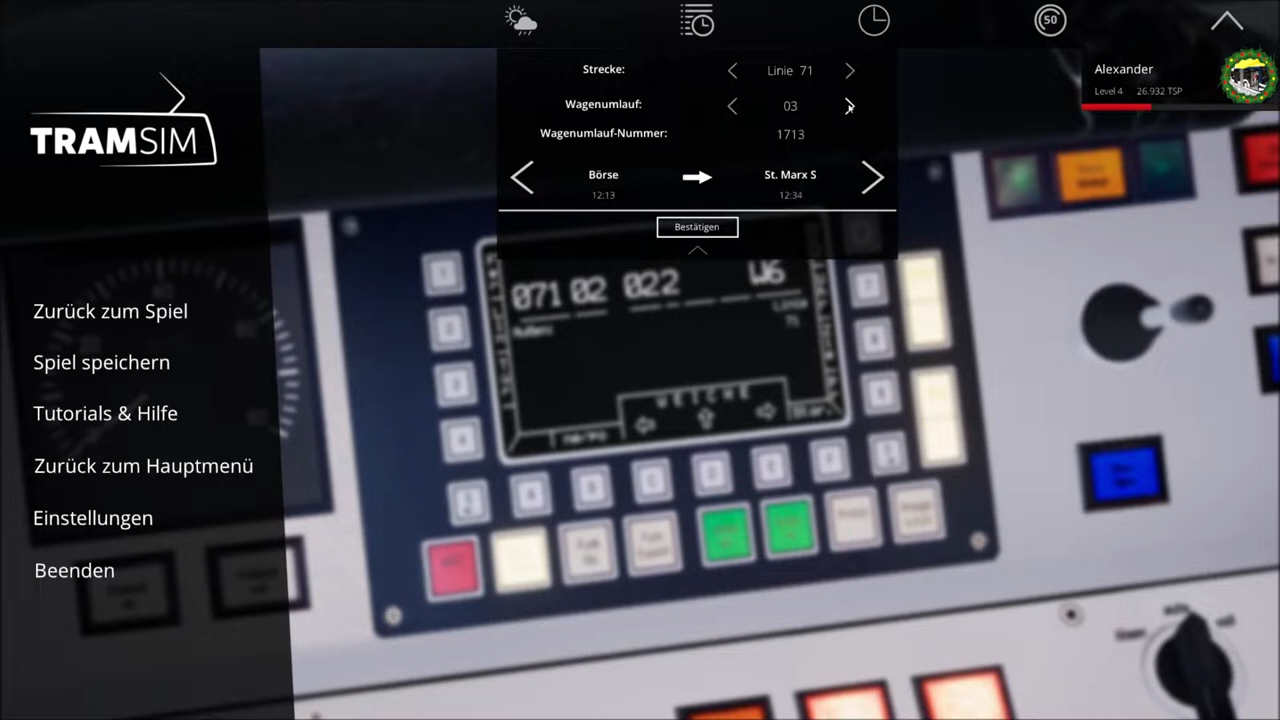 50
Strecke:
Linie 71
Alexander
Level 4 26.932 TSP
Wagenumlauf:
03
Wagenumlauf-Nummer:
1713
TRAMSIM
Börse
St. Marx S
12:13
12:34
Bestätigen
071 02 022 W6
Linie
71
WEICHE
Zurück zum Spiel
Spiel speichern
Tutorials & Hilfe
Zurück zum Hauptmenü
Einstellungen
Beenden